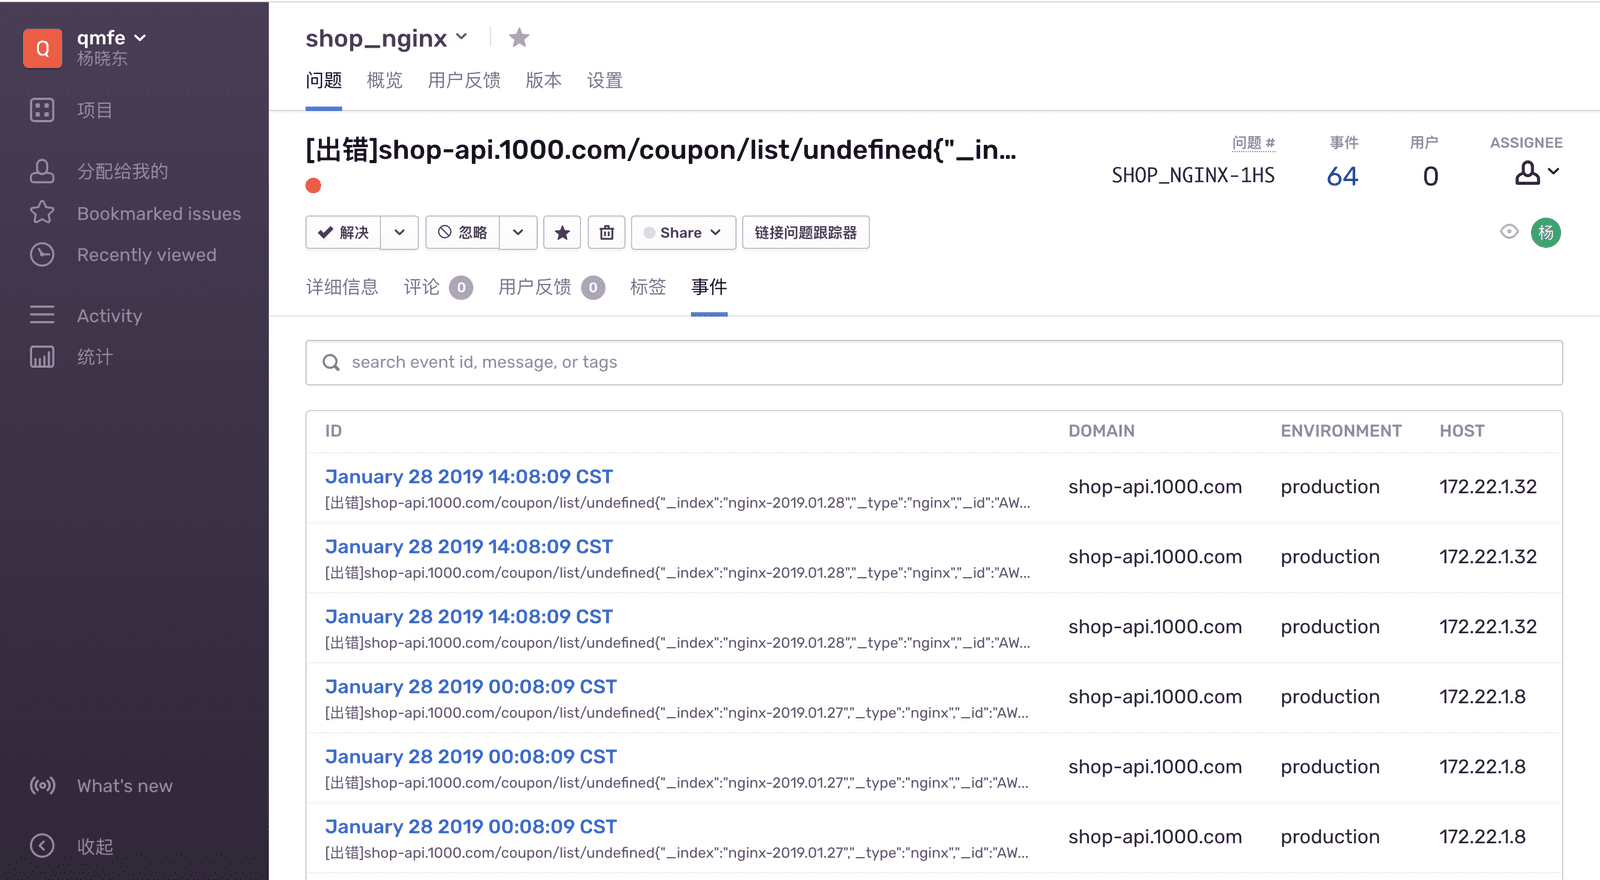 Q
qmfe
杨晓东
项目
分配给我的
Bookmarked issues
Recently viewed
Activity
统计
What's new
收起
shop_nginx
问题 概览 用户反馈 版本 设置
[出错]shop-api.1000.com/coupon/list/undefined{"_in...
问题 # 事件 用户 ASSIGNEE
SHOP_NGINX-1HS 64 0
解决 忽略 Share 链接问题跟踪器
杨
详细信息 评论 0 用户反馈 0 标签 事件
search event id, message, or tags
ID DOMAIN ENVIRONMENT HOST
January 28 2019 14:08:09 CST
[出错]shop-api.1000.com/coupon/list/undefined{"_index":"nginx-2019.01.28","_type":"nginx","_id":"AW...
shop-api.1000.com production 172.22.1.32
January 28 2019 14:08:09 CST
[出错]shop-api.1000.com/coupon/list/undefined{"_index":"nginx-2019.01.28","_type":"nginx","_id":"AW...
shop-api.1000.com production 172.22.1.32
January 28 2019 14:08:09 CST
[出错]shop-api.1000.com/coupon/list/undefined{"_index":"nginx-2019.01.28","_type":"nginx","_id":"AW...
shop-api.1000.com production 172.22.1.32
January 28 2019 00:08:09 CST
[出错]shop-api.1000.com/coupon/list/undefined{"_index":"nginx-2019.01.27","_type":"nginx","_id":"AW...
shop-api.1000.com production 172.22.1.8
January 28 2019 00:08:09 CST
[出错]shop-api.1000.com/coupon/list/undefined{"_index":"nginx-2019.01.27","_type":"nginx","_id":"AW...
shop-api.1000.com production 172.22.1.8
January 28 2019 00:08:09 CST
[出错]shop-api.1000.com/coupon/list/undefined{"_index":"nginx-2019.01.27","_type":"nginx","_id":"AW...
shop-api.1000.com production 172.22.1.8